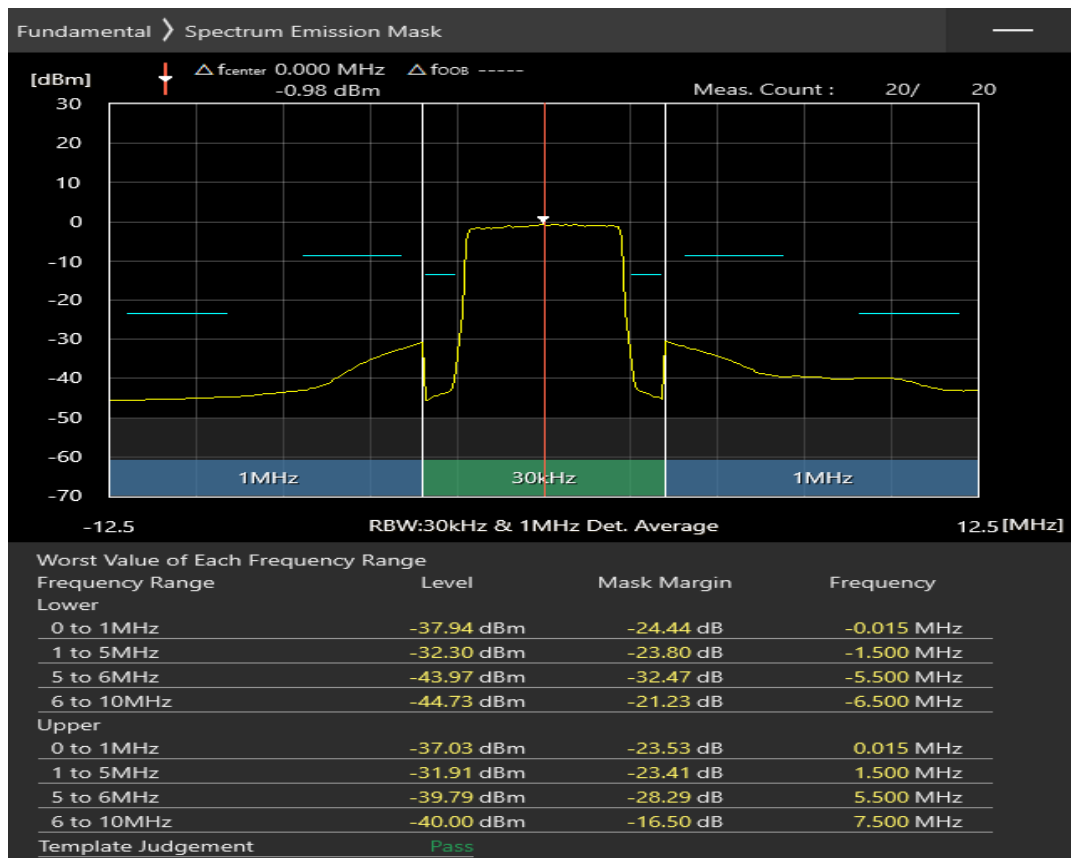 Fundamental ❯ Spectrum Emission Mask
[dBm] △ fcenter 0.000 MHz △ fOOB -----
-0.98 dBm Meas. Count : 20/ 20
30
20
10
0
-10
-20
-30
-40
-50
-60
-70
1MHz 30kHz 1MHz
-12.5 RBW:30kHz & 1MHz Det. Average 12.5 [MHz]
Worst Value of Each Frequency Range
Frequency Range Level Mask Margin Frequency
Lower
0 to 1MHz -37.94 dBm -24.44 dB -0.015 MHz
1 to 5MHz -32.30 dBm -23.80 dB -1.500 MHz
5 to 6MHz -43.97 dBm -32.47 dB -5.500 MHz
6 to 10MHz -44.73 dBm -21.23 dB -6.500 MHz
Upper
0 to 1MHz -37.03 dBm -23.53 dB 0.015 MHz
1 to 5MHz -31.91 dBm -23.41 dB 1.500 MHz
5 to 6MHz -39.79 dBm -28.29 dB 5.500 MHz
6 to 10MHz -40.00 dBm -16.50 dB 7.500 MHz
Template Judgement Pass